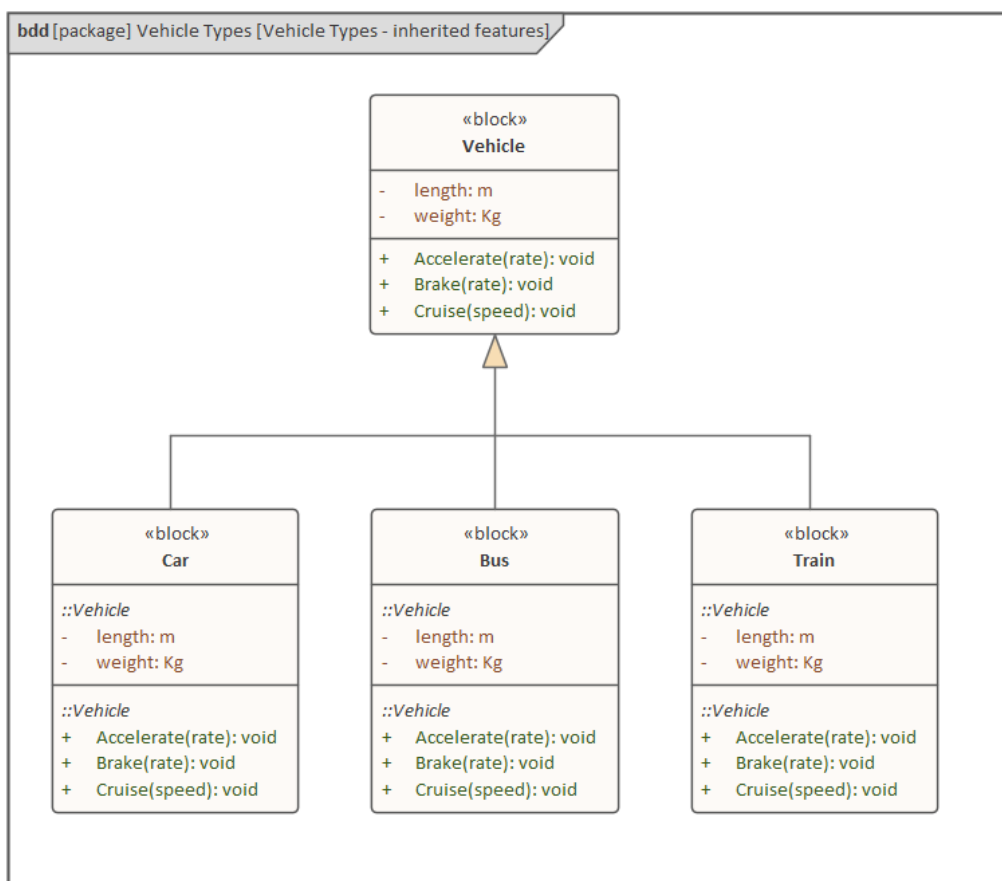 bdd [package] Vehicle Types [Vehicle Types - inherited features]
«block»
Vehicle
- length: m
- weight: Kg
+ Accelerate(rate): void
+ Brake(rate): void
+ Cruise(speed): void
«block»
Car
::Vehicle
- length: m
- weight: Kg
::Vehicle
+ Accelerate(rate): void
+ Brake(rate): void
+ Cruise(speed): void
«block»
Bus
::Vehicle
- length: m
- weight: Kg
::Vehicle
+ Accelerate(rate): void
+ Brake(rate): void
+ Cruise(speed): void
«block»
Train
::Vehicle
- length: m
- weight: Kg
::Vehicle
+ Accelerate(rate): void
+ Brake(rate): void
+ Cruise(speed): void